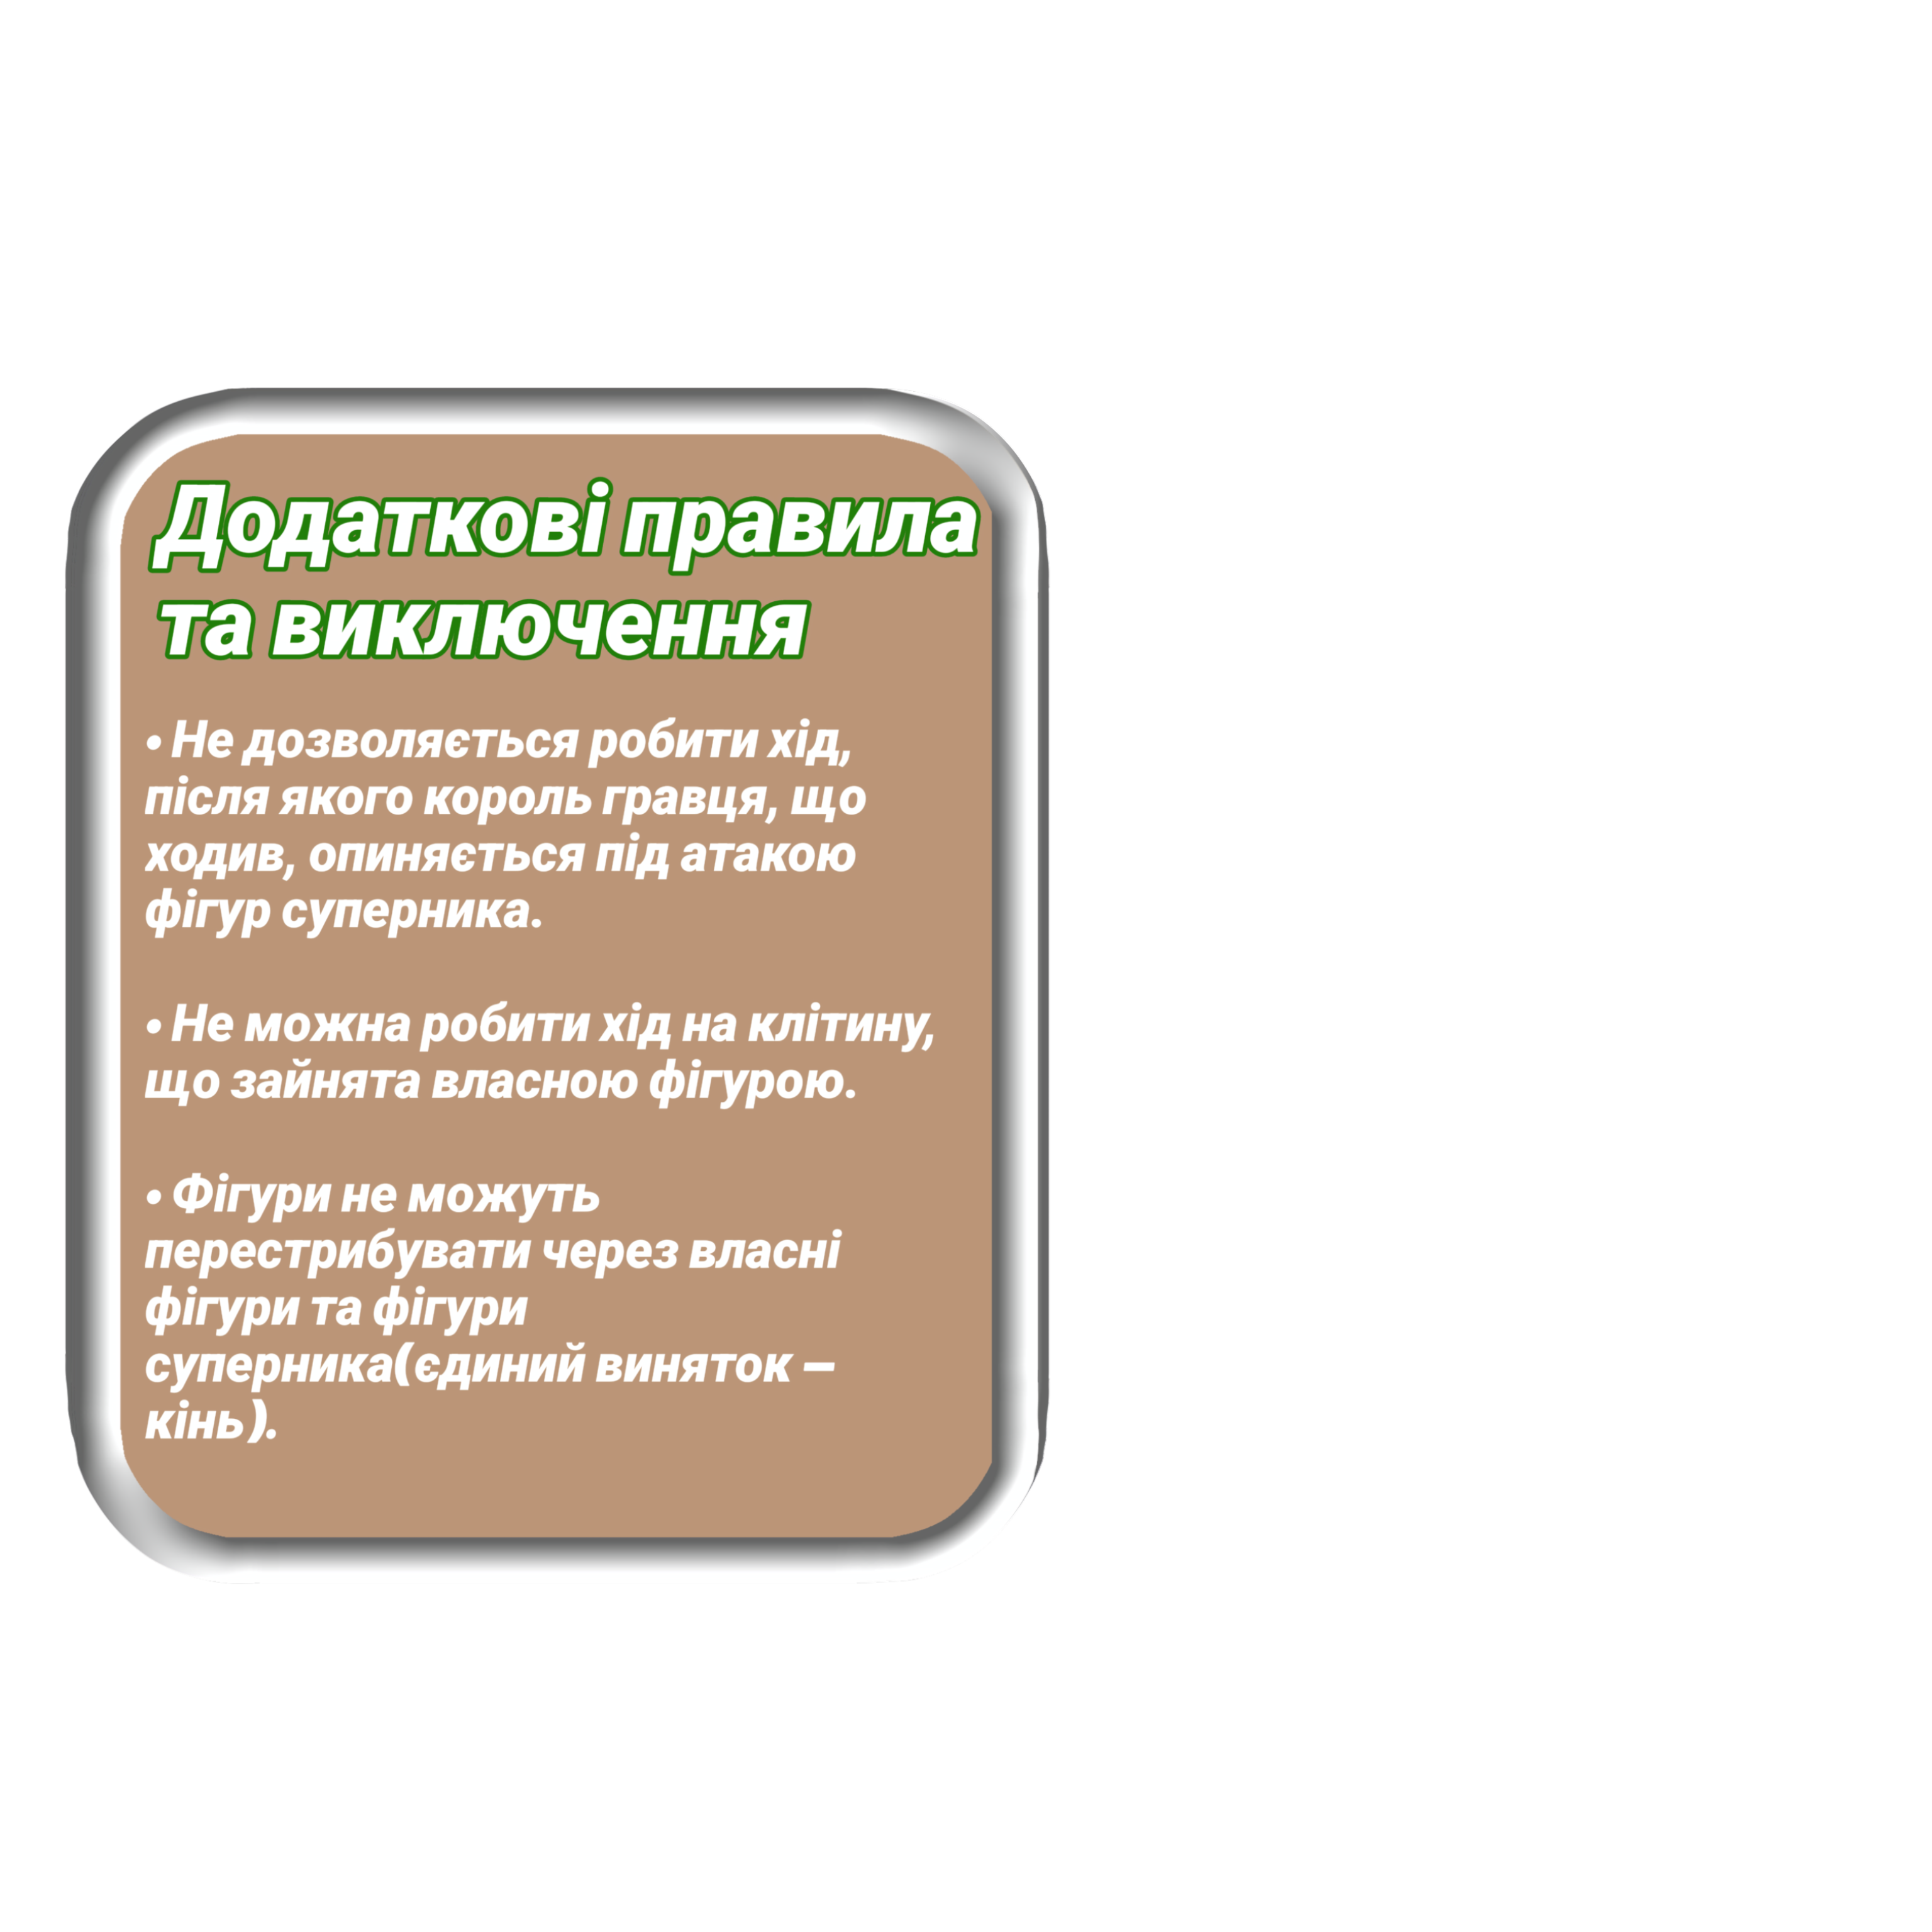 Додаткові правила
та виключення
• Не дозволяється робити хід,
після якого король гравця, що
ходив, опиняється під атакою
фігур суперника.
• Не можна робити хід на клітину,
що зайнята власною фігурою.
• Фігури не можуть
перестрибувати через власні
фігури та фігури
суперника(єдиний виняток –
кінь).